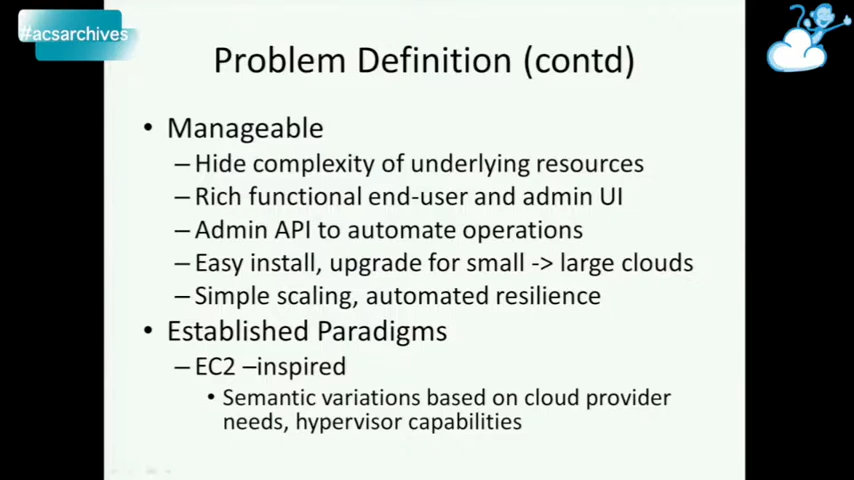 #acsarchives
Problem Definition (contd)
• Manageable
–Hide complexity of underlying resources
–Rich functional end-user and admin UI
–Admin API to automate operations
–Easy install, upgrade for small -> large clouds
–Simple scaling, automated resilience
• Established Paradigms
–EC2 –inspired
• Semantic variations based on cloud provider
needs, hypervisor capabilities